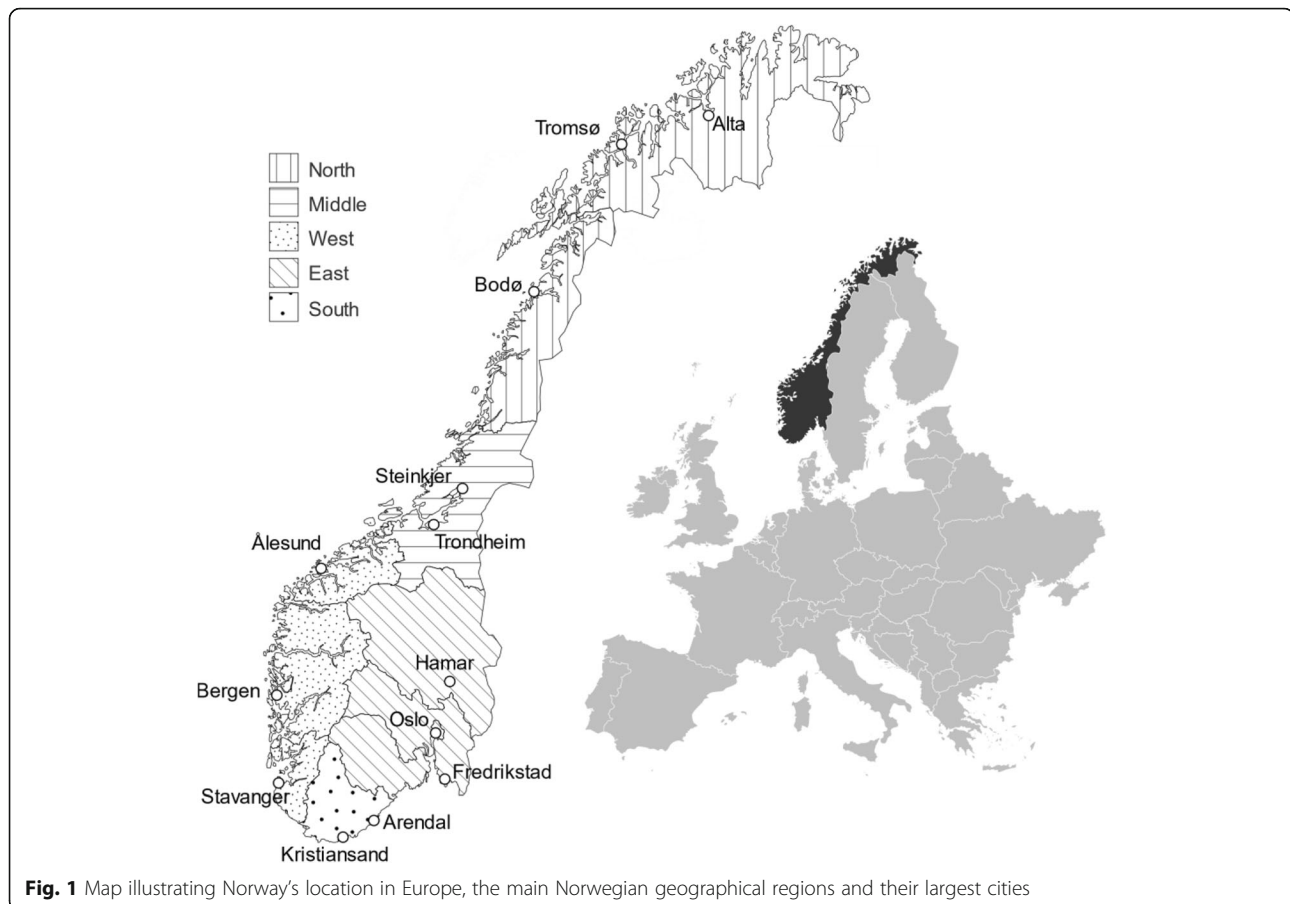 Tromsø
Alta
North
Middle
West
East
South
Bodø
Steinkjer
Trondheim
Ålesund
Hamar
Bergen
Oslo
Fredrikstad
Stavanger
Arendal
Kristiansand
Fig. 1 Map illustrating Norway's location in Europe, the main Norwegian geographical regions and their largest cities